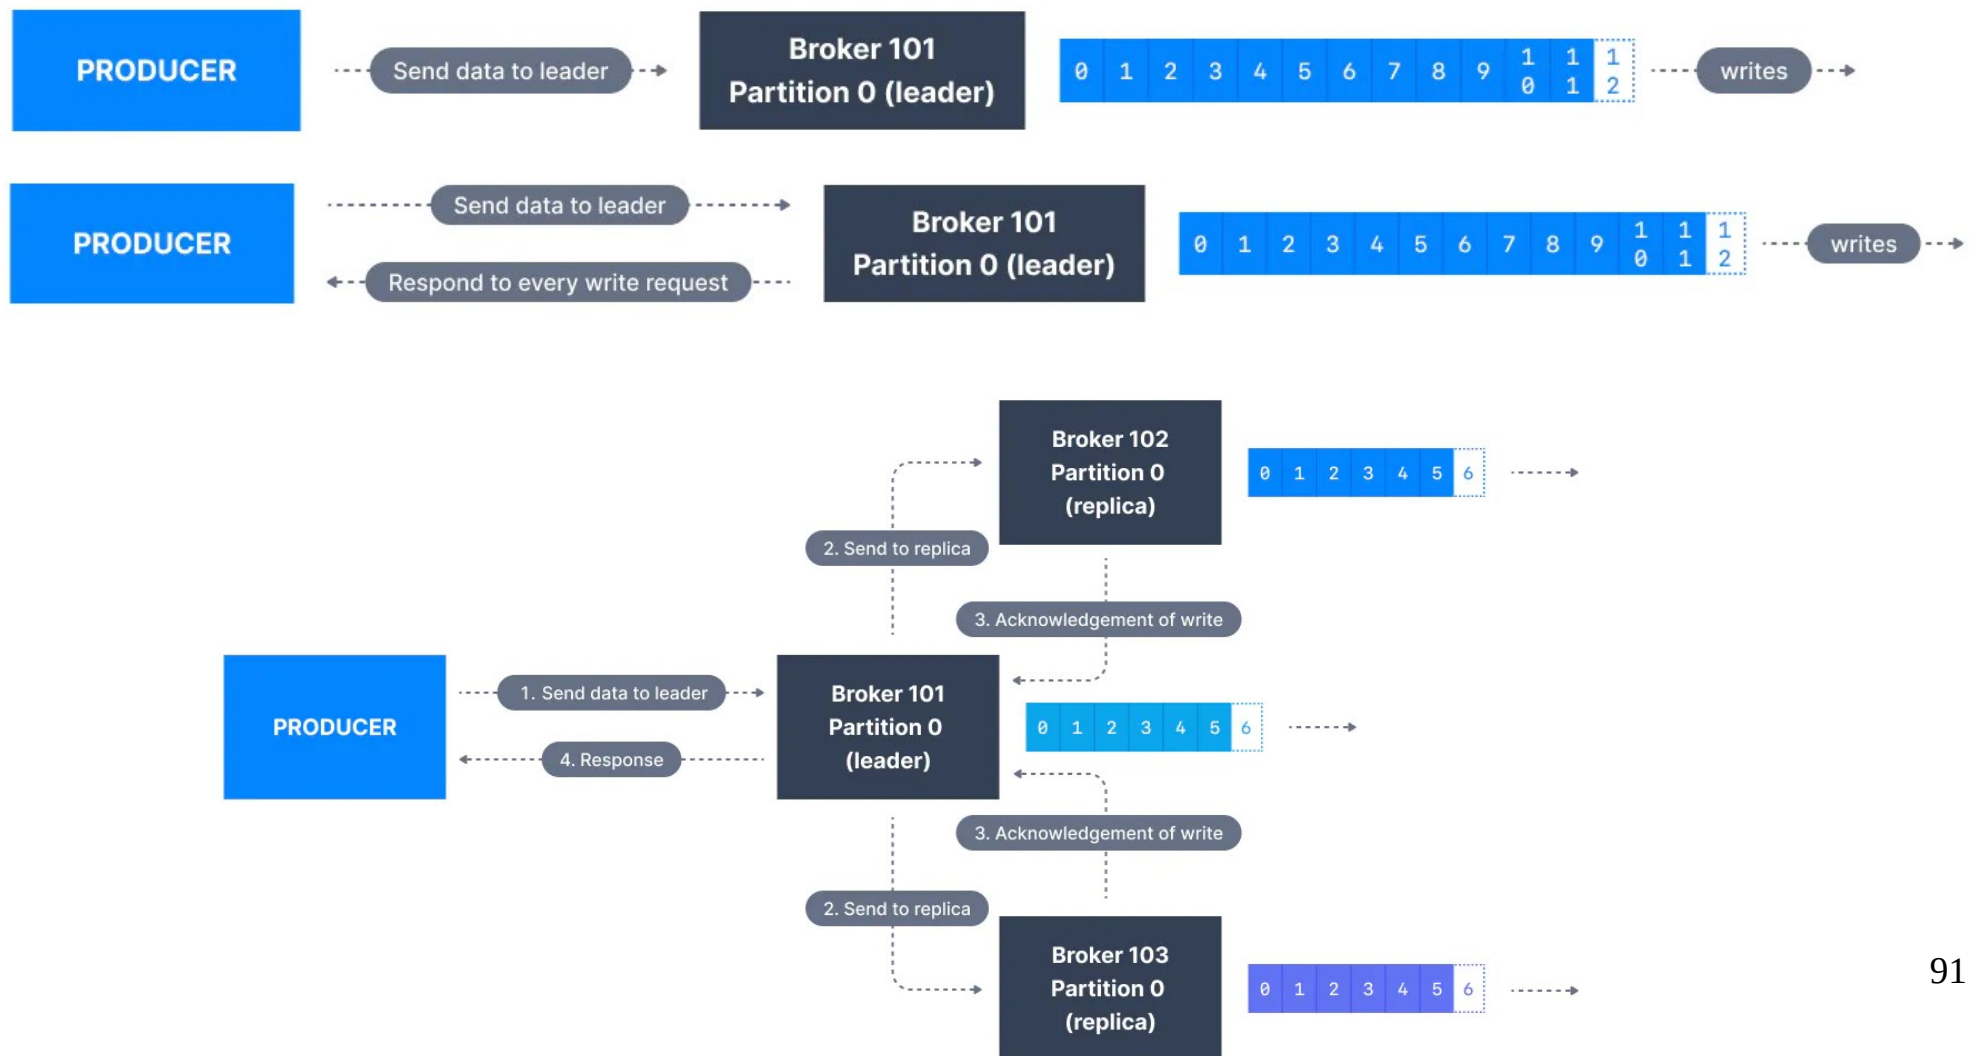 PRODUCER
Send data to leader
Broker 101
Partition 0 (leader)
0 1 2 3 4 5 6 7 8 9 10 11 12
writes
PRODUCER
Send data to leader
Respond to every write request
Broker 101
Partition 0 (leader)
0 1 2 3 4 5 6 7 8 9 10 11 12
writes
Broker 102
Partition 0
(replica)
0 1 2 3 4 5 6
2. Send to replica
3. Acknowledgement of write
PRODUCER
1. Send data to leader
4. Response
Broker 101
Partition 0
(leader)
0 1 2 3 4 5 6
3. Acknowledgement of write
2. Send to replica
Broker 103
Partition 0
(replica)
0 1 2 3 4 5 6
91